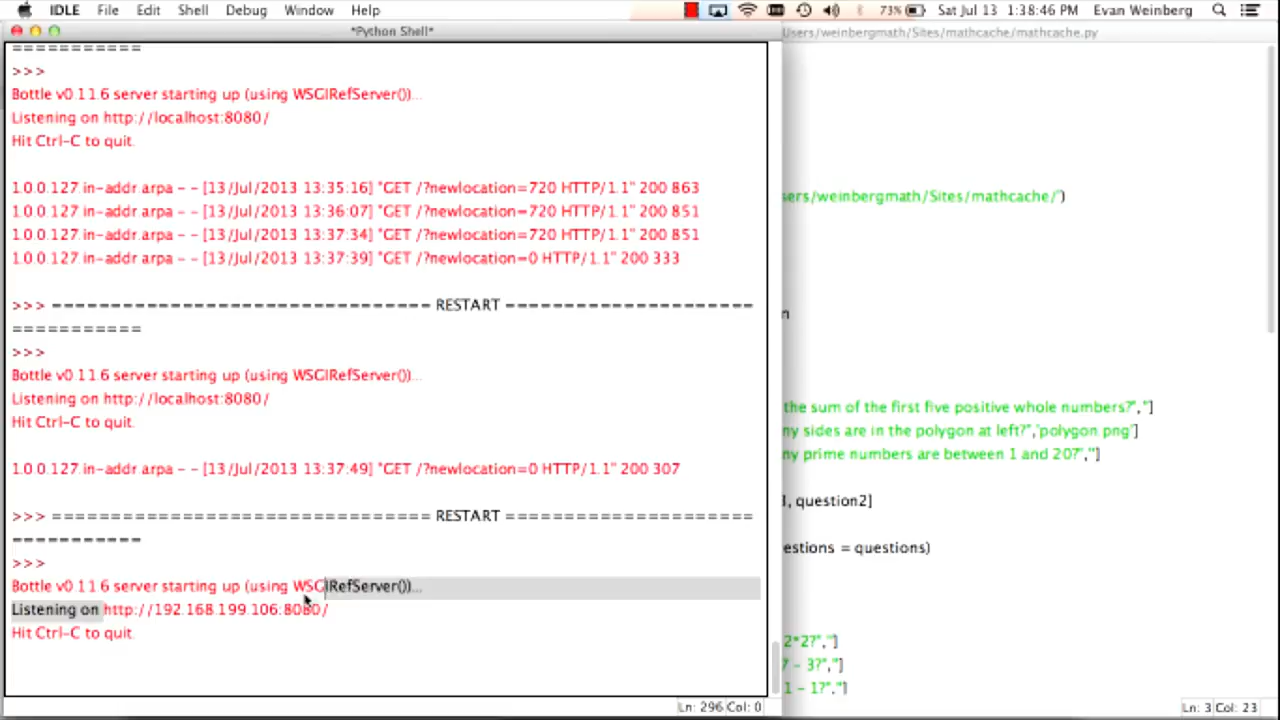 IDLE File Edit Shell Debug Window Help 73% Sat Jul 13 1:38:46 PM Evan Weinberg
*Python Shell*
===========
>>>
Bottle v0.11.6 server starting up (using WSGIRefServer())...
Listening on http://localhost:8080/
Hit Ctrl-C to quit.
1.0.0.127.in-addr.arpa - - [13/Jul/2013 13:35:16] "GET /?newlocation=720 HTTP/1.1" 200 863
1.0.0.127.in-addr.arpa - - [13/Jul/2013 13:36:07] "GET /?newlocation=720 HTTP/1.1" 200 851
1.0.0.127.in-addr.arpa - - [13/Jul/2013 13:37:34] "GET /?newlocation=720 HTTP/1.1" 200 851
1.0.0.127.in-addr.arpa - - [13/Jul/2013 13:37:39] "GET /?newlocation=0 HTTP/1.1" 200 333
>>> ================================ RESTART =====================
===========
>>>
Bottle v0.11.6 server starting up (using WSGIRefServer())...
Listening on http://localhost:8080/
Hit Ctrl-C to quit.
1.0.0.127.in-addr.arpa - - [13/Jul/2013 13:37:49] "GET /?newlocation=0 HTTP/1.1" 200 307
>>> ================================ RESTART =====================
===========
>>>
Bottle v0.11.6 server starting up (using WSGIRefServer())...
Listening on http://192.168.199.106:8080/
Hit Ctrl-C to quit.
Ln: 296 Col: 0
Users/weinbergmath/Sites/mathcache/mathcache.py
sers/weinbergmath/Sites/mathcache/')
n
the sum of the first five positive whole numbers?",'']
ny sides are in the polygon at left?",'polygon.png']
ny prime numbers are between 1 and 20?",'']
, question2]
estions = questions)
2*2?",'']
7 - 3?",'']
1 - 1?",'']
Ln: 3 Col: 23